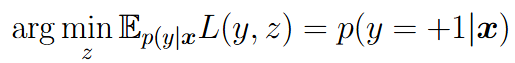 arg min_z 𝔼_{p(y|𝒙)} L(y, z) = p(y = +1|𝒙)